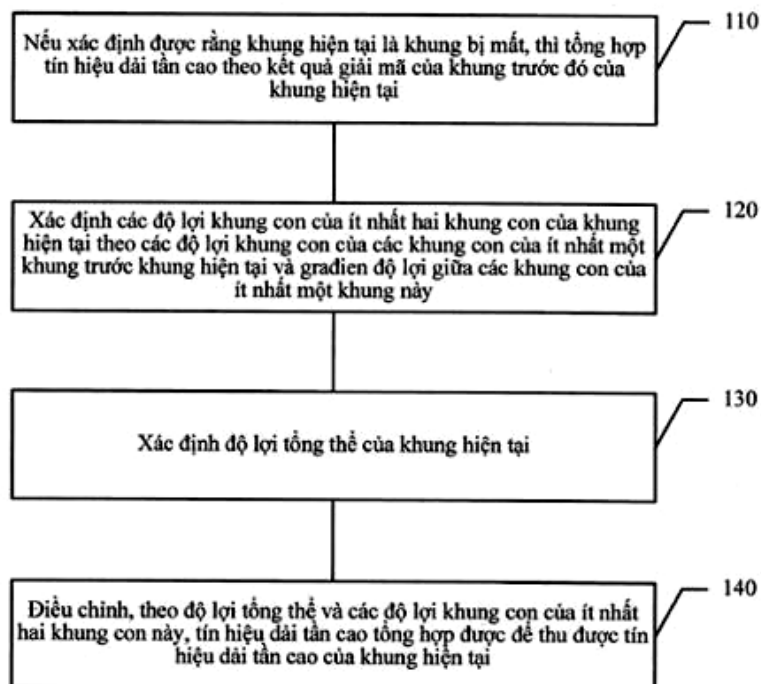 110
Nếu xác định được rằng khung hiện tại là khung bị mất, thì tổng hợp
tín hiệu dải tần cao theo kết quả giải mã của khung trước đó của
khung hiện tại
120
Xác định các độ lợi khung con của ít nhất hai khung con của khung
hiện tại theo các độ lợi khung con của các khung con của ít nhất một
khung trước khung hiện tại và građien độ lợi giữa các khung con của
ít nhất một khung này
130
Xác định độ lợi tổng thể của khung hiện tại
140
Điều chỉnh, theo độ lợi tổng thể và các độ lợi khung con của ít nhất
hai khung con này, tín hiệu dải tần cao tổng hợp được để thu được tín
hiệu dải tần cao của khung hiện tại